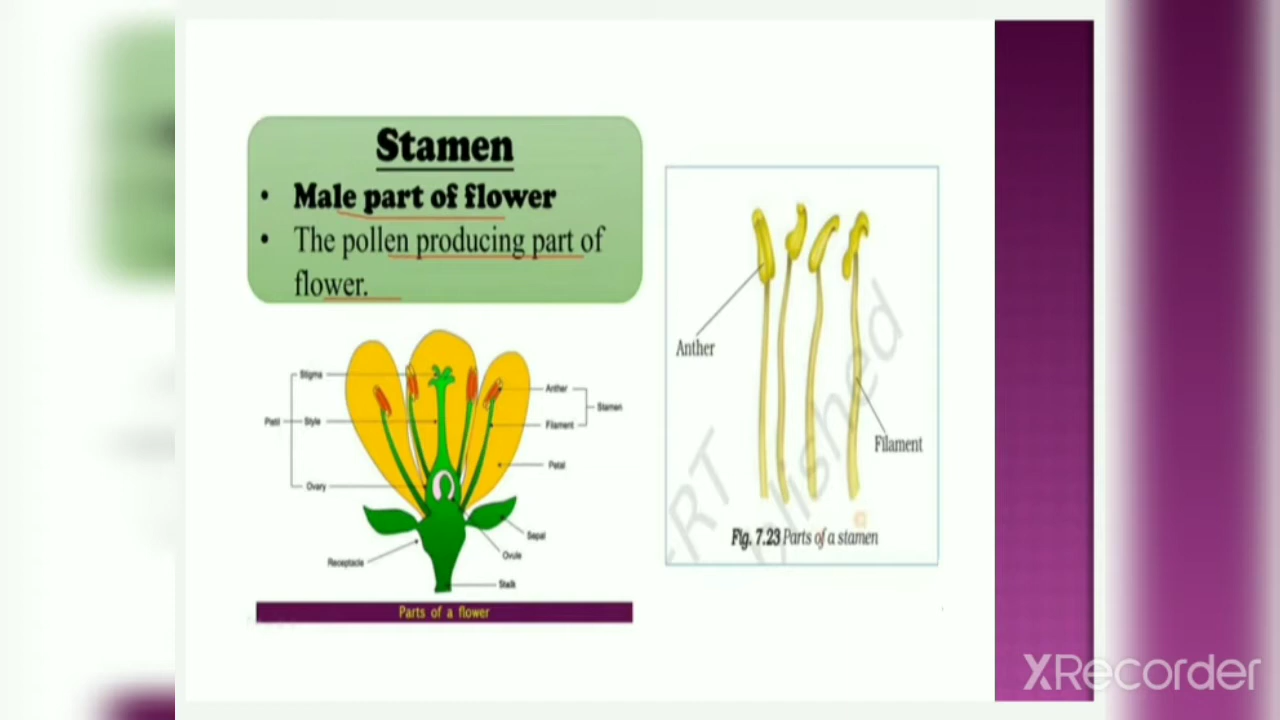 Stamen
• Male part of flower
• The pollen producing part of
flower.
Anther
Filament
Fig. 7.23 Parts of a stamen
Stigma
Pistil
Style
Ovary
Receptacle
Anther
Stamen
Filament
Petal
Sepal
Ovule
Stalk
Parts of a flower
XRecorder